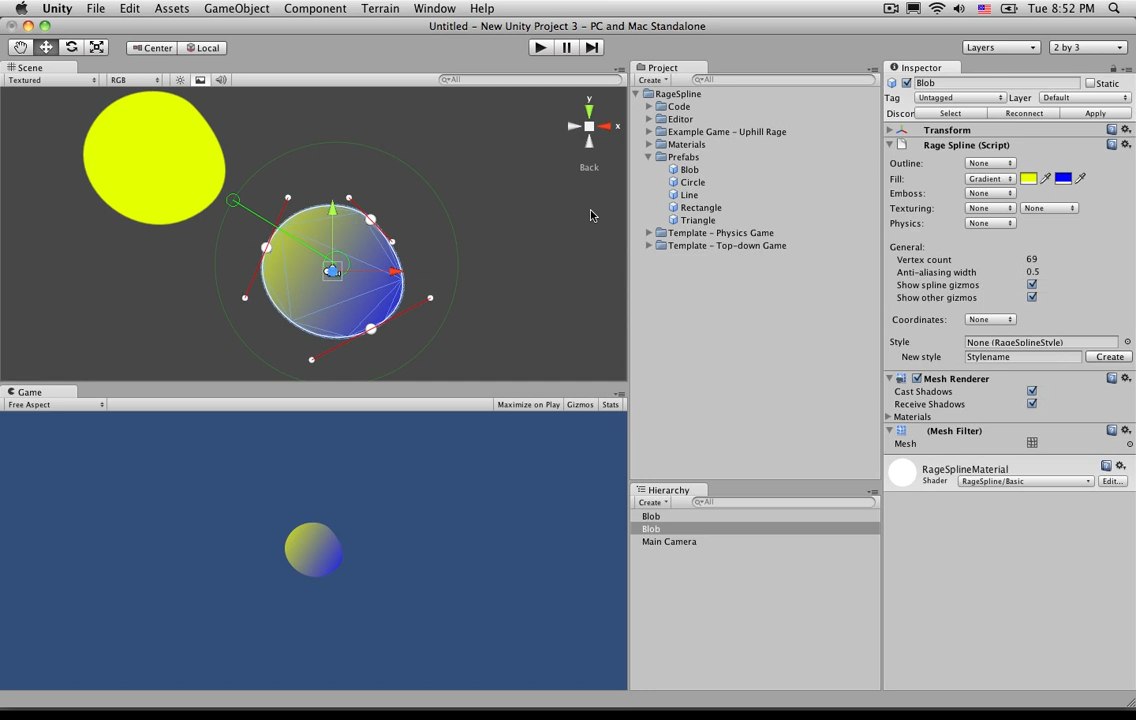 Unity File Edit Assets GameObject Component Terrain Window Help Tue 8:52 PM
Untitled - New Unity Project 3 - PC and Mac Standalone
Center Local Layers 2 by 3
Scene
Textured RGB All
y
x
Back
Game
Free Aspect Maximize on Play Gizmos Stats
Project
Create All
RageSpline
Code
Editor
Example Game - Uphill Rage
Materials
Prefabs
Blob
Circle
Line
Rectangle
Triangle
Template - Physics Game
Template - Top-down Game
Hierarchy
Create All
Blob
Blob
Main Camera
Inspector
Blob Static
Tag Untagged Layer Default
Discon Select Reconnect Apply
Transform
Rage Spline (Script)
Outline: None
Fill: Gradient
Emboss: None
Texturing: None None
Physics: None
General:
Vertex count 69
Anti-aliasing width 0.5
Show spline gizmos
Show other gizmos
Coordinates: None
Style None (RageSplineStyle)
New style Stylename Create
Mesh Renderer
Cast Shadows
Receive Shadows
Materials
(Mesh Filter)
Mesh
RageSplineMaterial
Shader RageSpline/Basic Edit...